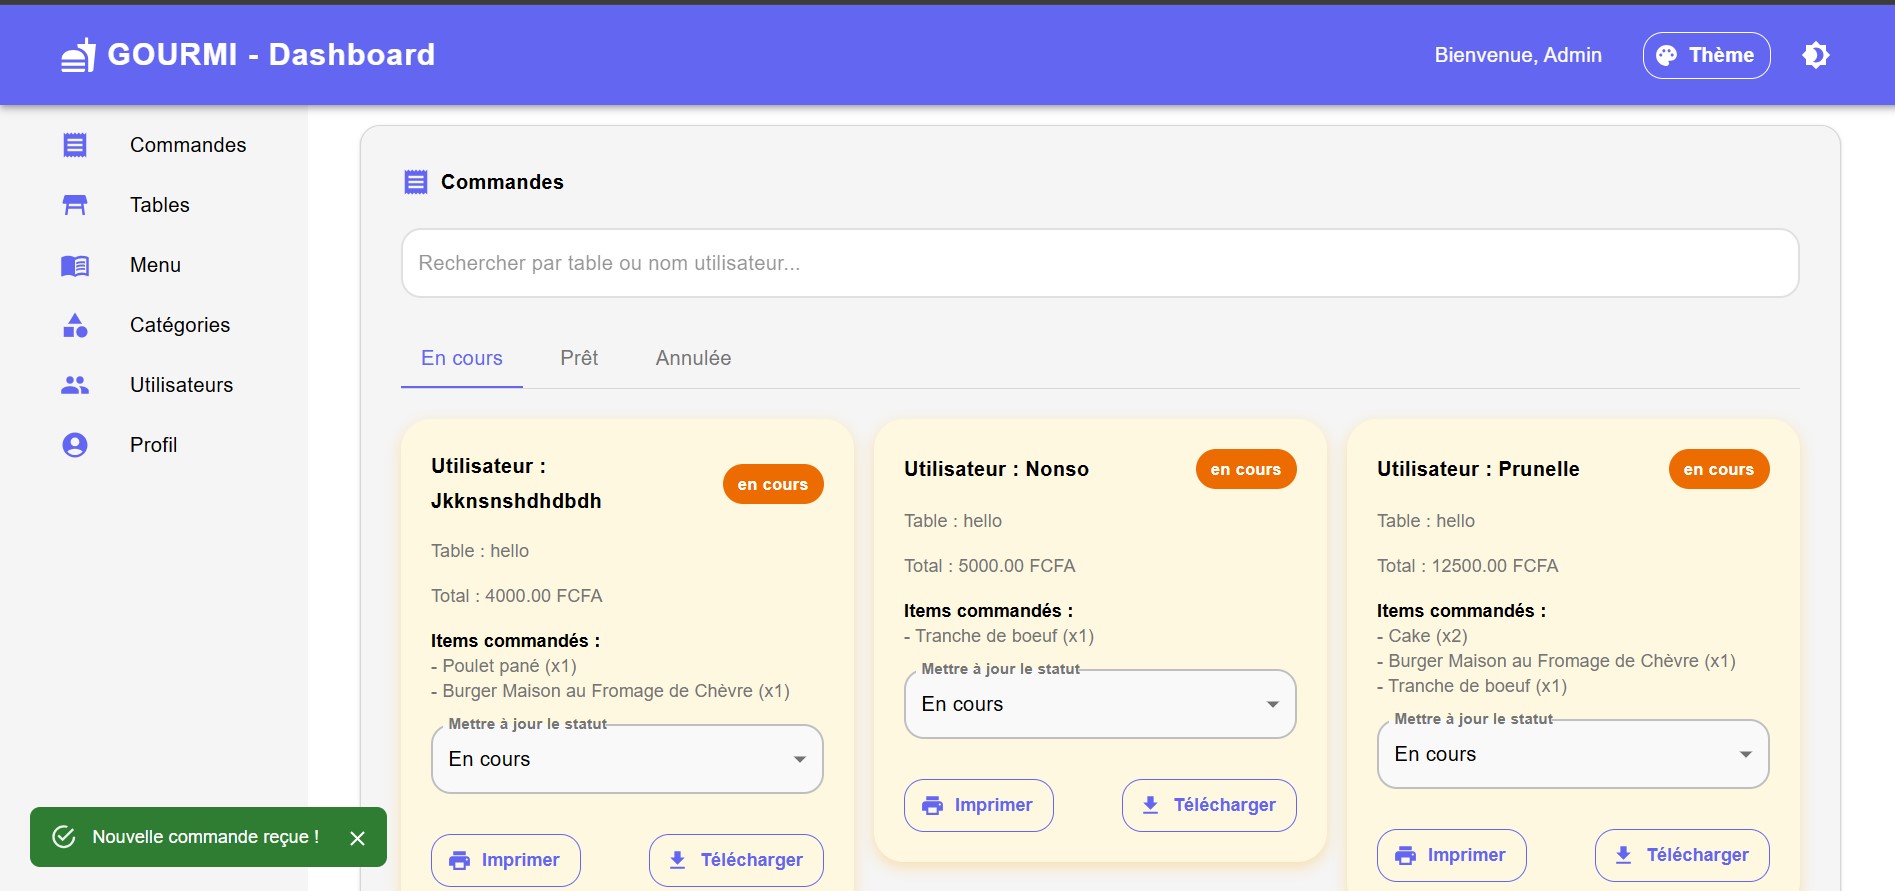 GOURMI - Dashboard
Bienvenue, Admin
Thème
Commandes
Tables
Menu
Catégories
Utilisateurs
Profil
Commandes
Rechercher par table ou nom utilisateur...
En cours
Prêt
Annulée
Utilisateur :
Jkknsnshdhdbdh
en cours
Table : hello
Total : 4000.00 FCFA
Items commandés :
- Poulet pané (x1)
- Burger Maison au Fromage de Chèvre (x1)
Mettre à jour le statut
En cours
Imprimer
Télécharger
Utilisateur : Nonso
en cours
Table : hello
Total : 5000.00 FCFA
Items commandés :
- Tranche de boeuf (x1)
Mettre à jour le statut
En cours
Imprimer
Télécharger
Utilisateur : Prunelle
en cours
Table : hello
Total : 12500.00 FCFA
Items commandés :
- Cake (x2)
- Burger Maison au Fromage de Chèvre (x1)
- Tranche de boeuf (x1)
Mettre à jour le statut
En cours
Imprimer
Télécharger
Nouvelle commande reçue !